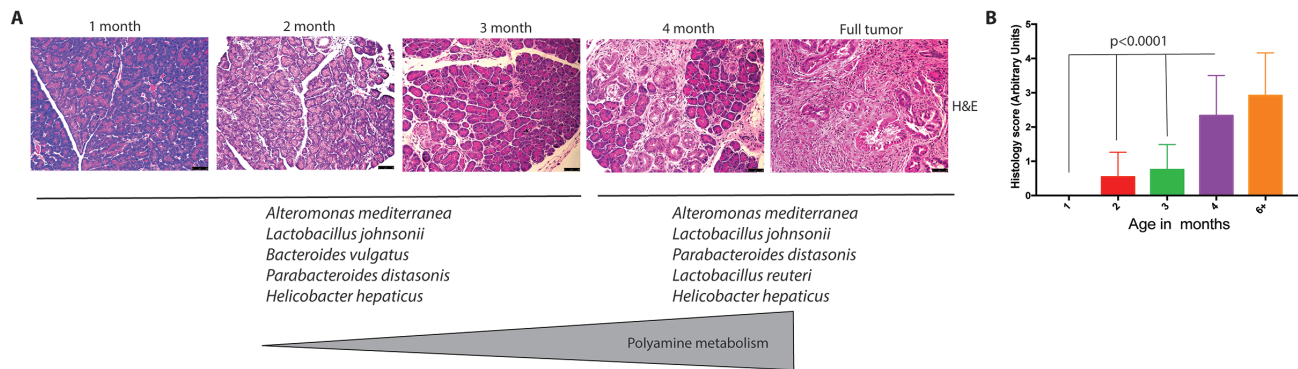 A
1 month
2 month
3 month
4 month
Full tumor
H&E
Alteromonas mediterranea
Lactobacillus johnsonii
Bacteroides vulgatus
Parabacteroides distasonis
Helicobacter hepaticus
Alteromonas mediterranea
Lactobacillus johnsonii
Parabacteroides distasonis
Lactobacillus reuteri
Helicobacter hepaticus
Polyamine metabolism
B
p<0.0001
Histology score (Arbitrary Units)
5
4
3
2
1
0
1
2
3
4
6+
Age in months